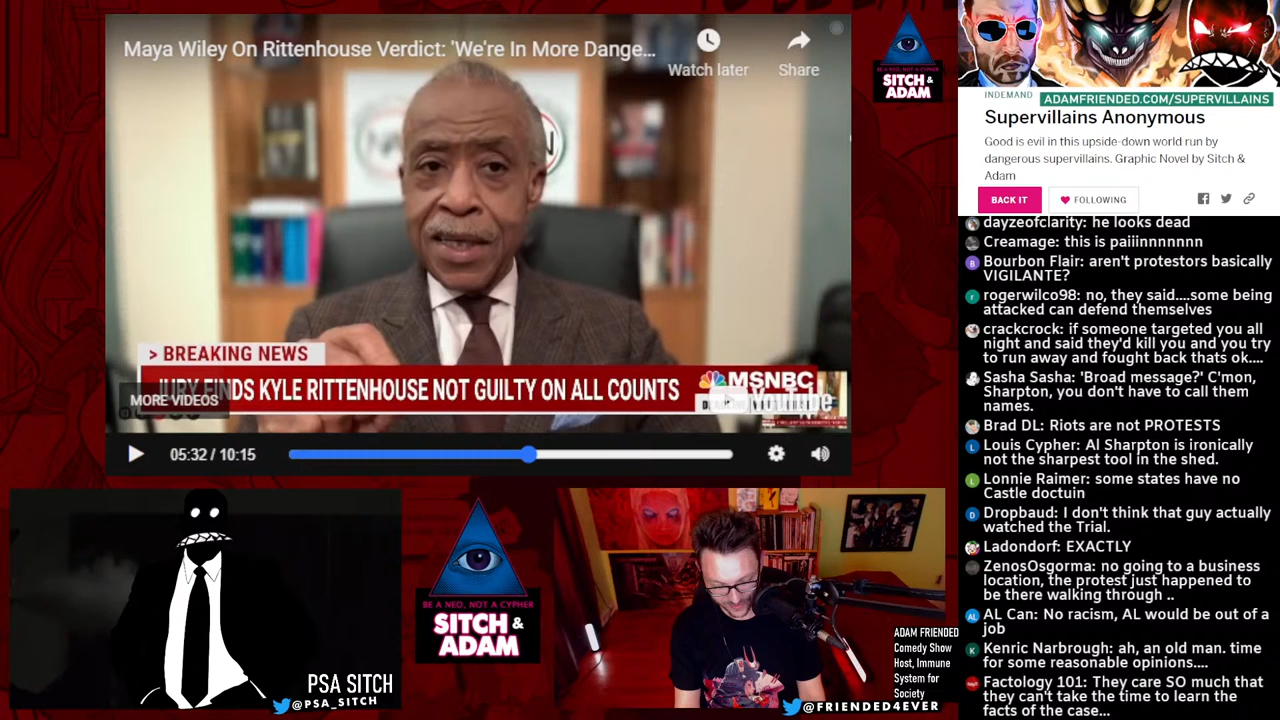 Maya Wiley On Rittenhouse Verdict: 'We're In More Dange...
Watch later
Share
> BREAKING NEWS
JURY FINDS KYLE RITTENHOUSE NOT GUILTY ON ALL COUNTS
MSNBC
MORE VIDEOS
YouTube
05:32 / 10:15
BE A NEO, NOT A CYPHER
SITCH &
ADAM
INDEMAND
ADAMFRIENDED.COM/SUPERVILLAINS
Supervillains Anonymous
Good is evil in this upside-down world run by
dangerous supervillains. Graphic Novel by Sitch &
Adam
BACK IT
FOLLOWING
dayzeofclarity: he looks dead
Creamage: this is paiiinnnnnnn
Bourbon Flair: aren't protestors basically
VIGILANTE?
rogerwilco98: no, they said....some being
attacked can defend themselves
crackcrock: if someone targeted you all
night and said they'd kill you and you try
to run away and fought back thats ok....
Sasha Sasha: 'Broad message?' C'mon,
Sharpton, you don't have to call them
names.
Brad DL: Riots are not PROTESTS
Louis Cypher: Al Sharpton is ironically
not the sharpest tool in the shed.
Lonnie Raimer: some states have no
Castle doctuin
Dropbaud: I don't think that guy actually
watched the Trial.
Ladondorf: EXACTLY
ZenosOsgorma: no going to a business
location, the protest just happened to
be there walking through ..
AL Can: No racism, AL would be out of a
job
Kenric Narbrough: ah, an old man. time
for some reasonable opinions....
Factology 101: They care SO much that
they can't take the time to learn the
facts of the case...
PSA SITCH
@PSA_SITCH
BE A NEO, NOT A CYPHER
SITCH &
ADAM
ADAM FRIENDED
Comedy Show
Host, Immune
System for
Society
@FRIENDED4EVER